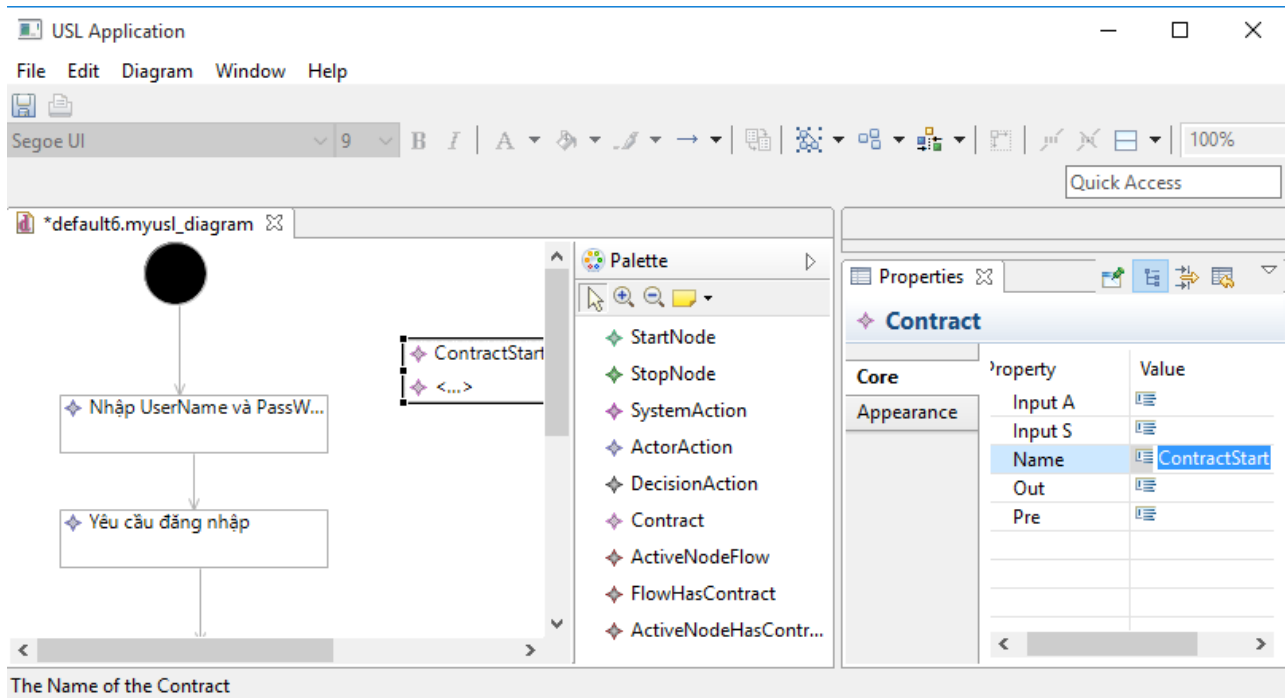 USL Application
File Edit Diagram Window Help
Segoe UI 9 B I A 100%
Quick Access
*default6.myusl_diagram
Nhập UserName và PassW...
Yêu cầu đăng nhập
ContractStart
<...>
Palette
StartNode
StopNode
SystemAction
ActorAction
DecisionAction
Contract
ActiveNodeFlow
FlowHasContract
ActiveNodeHasContr...
Properties
Contract
Core
Appearance
Property Value
Input A
Input S
Name ContractStart
Out
Pre
The Name of the Contract